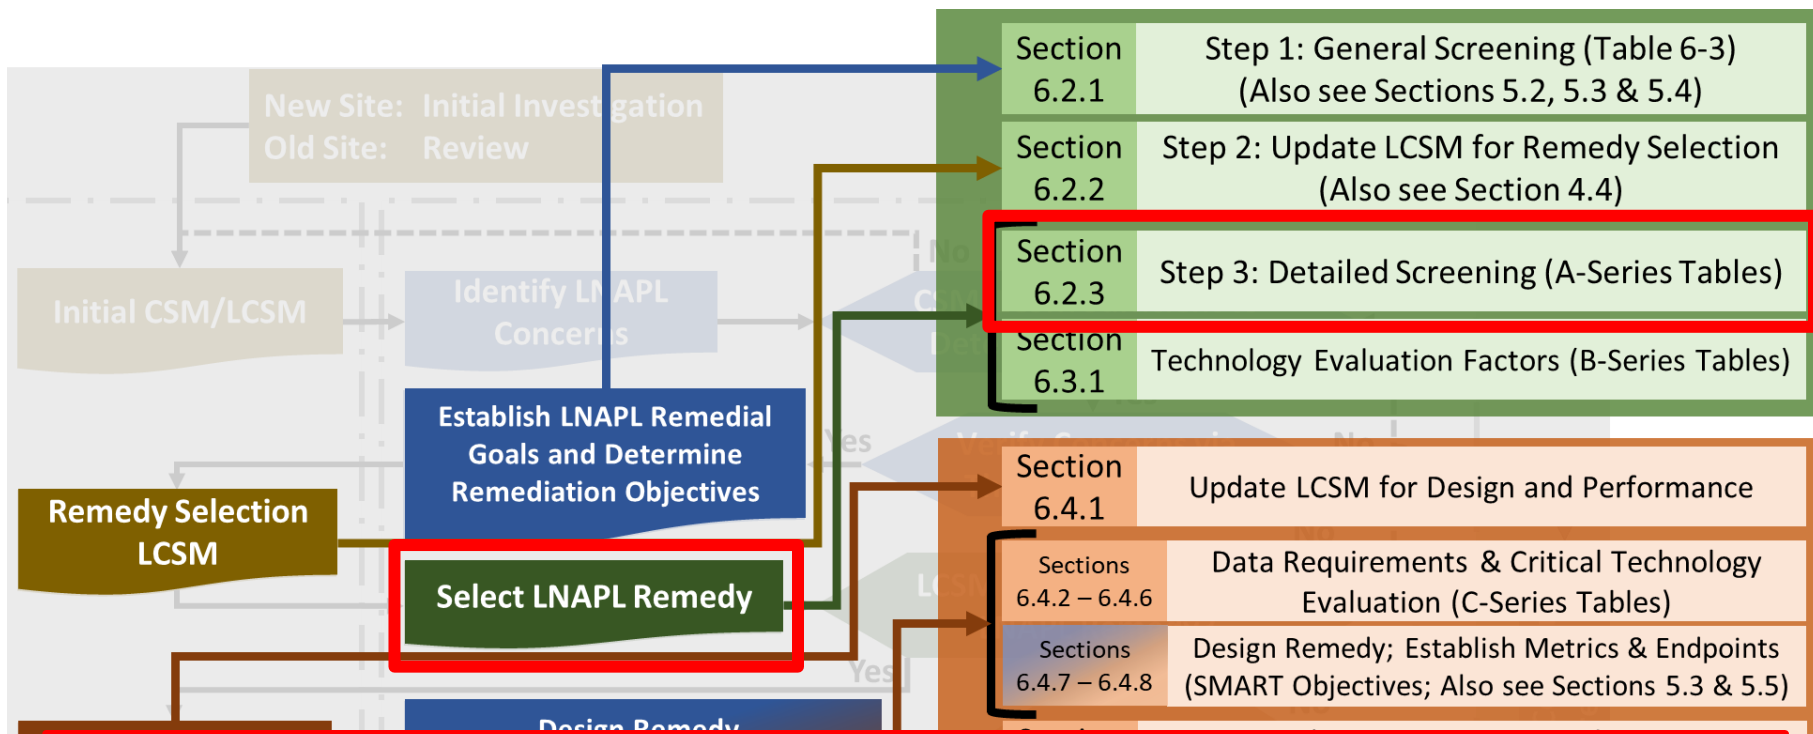 New Site: Initial Investigation
Old Site: Review
Initial CSM/LCSM
Identify LNAPL
Concerns
No
Establish LNAPL Remedial
Goals and Determine
Remediation Objectives
Yes
Remedy Selection
LCSM
Select LNAPL Remedy
Yes
Design Remedy
Section
6.2.1
Step 1: General Screening (Table 6-3)
(Also see Sections 5.2, 5.3 & 5.4)
Section
6.2.2
Step 2: Update LCSM for Remedy Selection
(Also see Section 4.4)
Section
6.2.3
Step 3: Detailed Screening (A-Series Tables)
Section
6.3.1
Technology Evaluation Factors (B-Series Tables)
No
Section
6.4.1
Update LCSM for Design and Performance
Sections
6.4.2 – 6.4.6
Data Requirements & Critical Technology
Evaluation (C-Series Tables)
Sections
6.4.7 – 6.4.8
Design Remedy; Establish Metrics & Endpoints
(SMART Objectives; Also see Sections 5.3 & 5.5)